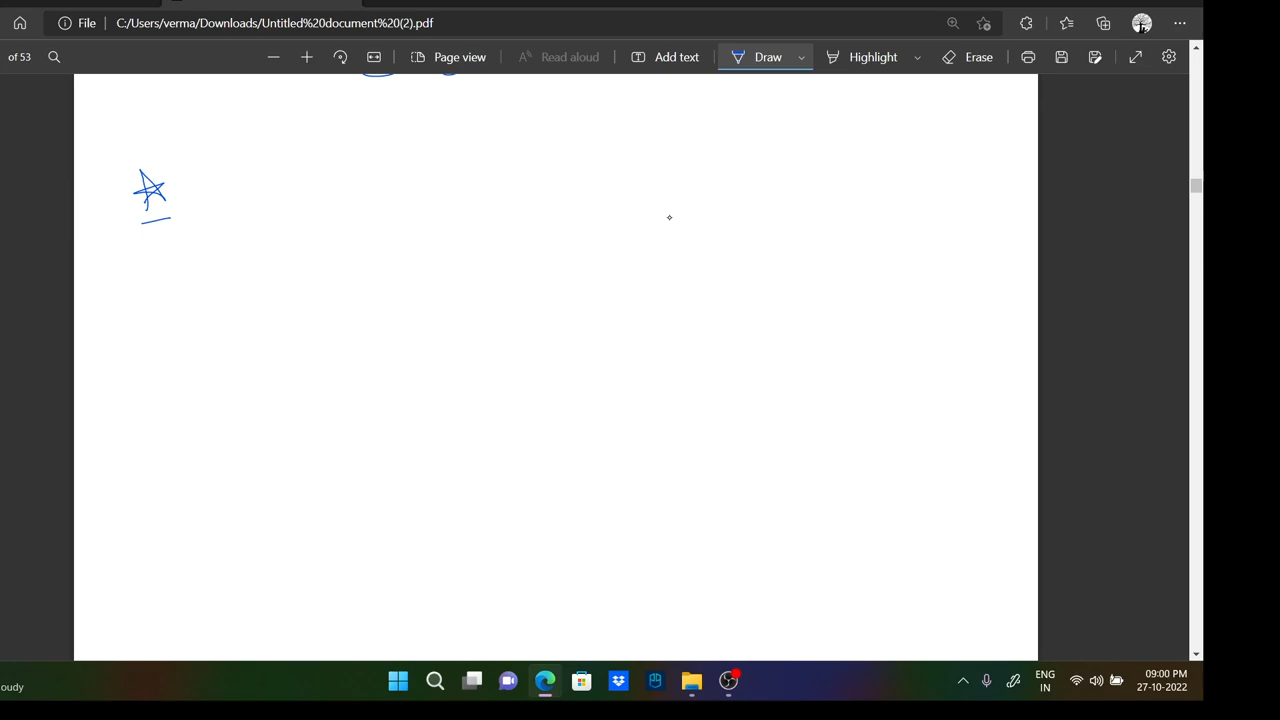 File C:/Users/verma/Downloads/Untitled%20document%20(2).pdf
of 53 Page view Read aloud Add text Draw Highlight Erase
oudy
ENG
IN
09:00 PM
27-10-2022